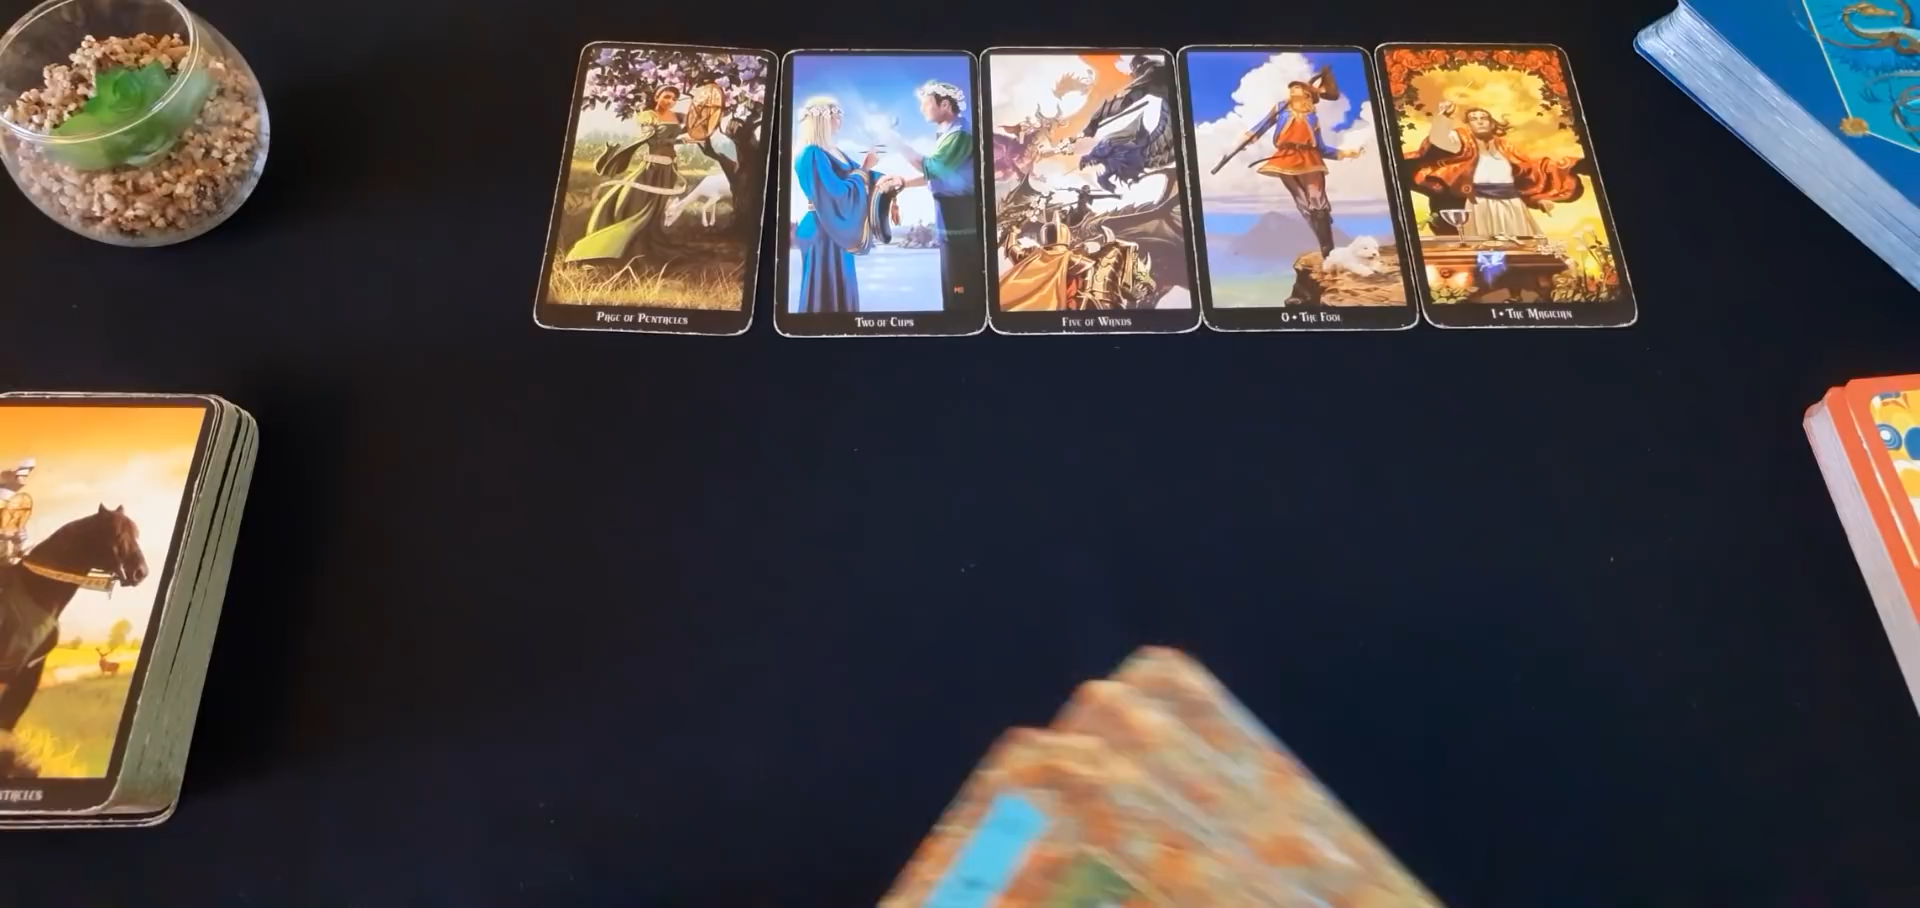 Page of Pentacles
Two of Cups
Five of Wands
0 • The Fool
I • The Magician